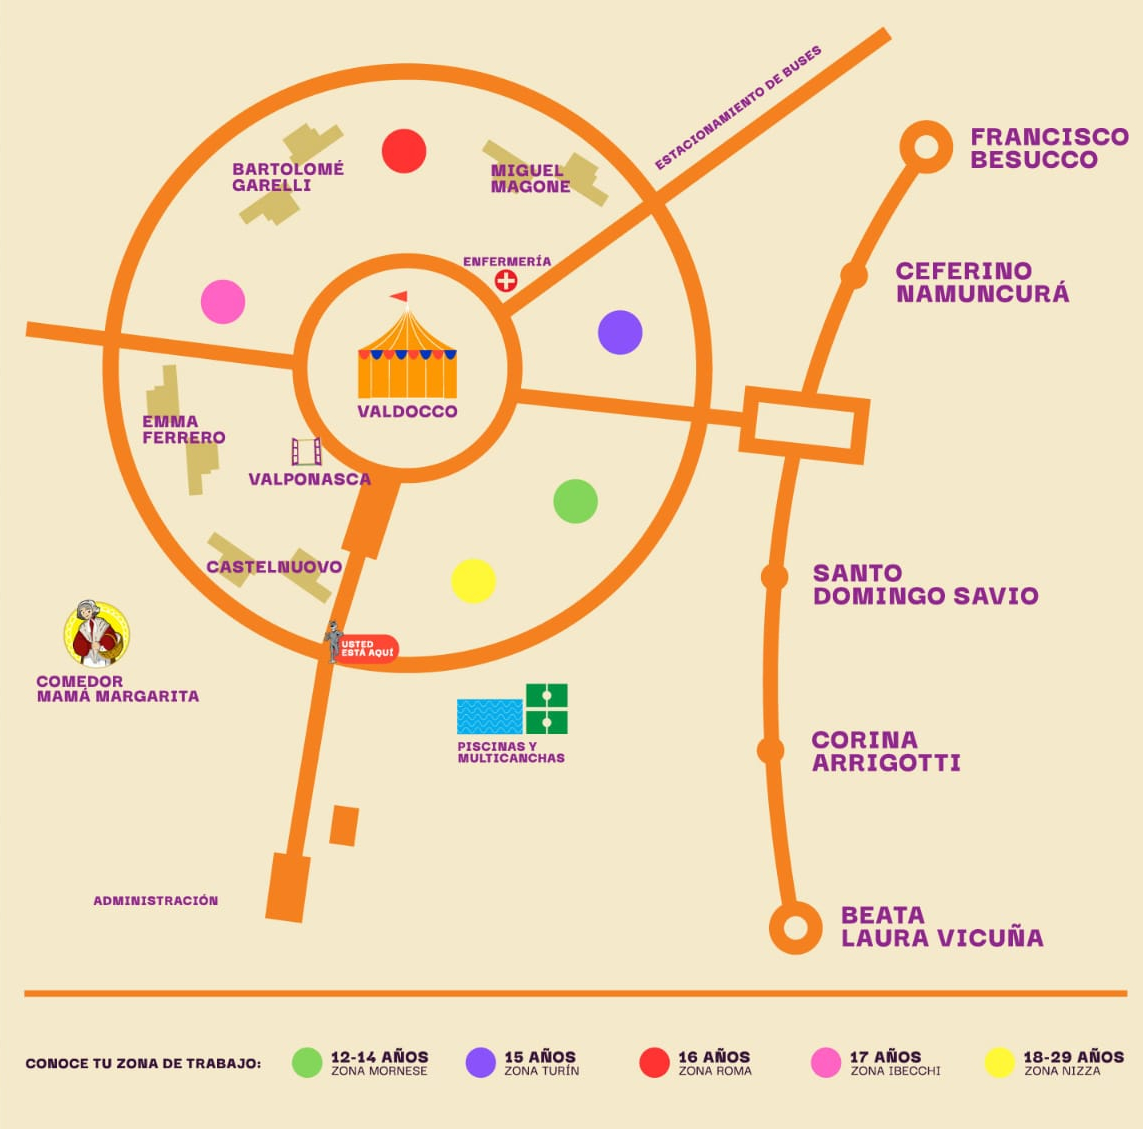 ESTACIONAMIENTO DE BUSES
FRANCISCO
BESUCCO
BARTOLOMÉ
GARELLI
MIGUEL
MAGONE
ENFERMERÍA
CEFERINO
NAMUNCURÁ
VALDOCCO
EMMA
FERRERO
VALPONASCA
CASTELNUOVO
SANTO
DOMINGO SAVIO
USTED
ESTÁ AQUÍ
COMEDOR
MAMÁ MARGARITA
PISCINAS Y
MULTICANCHAS
CORINA
ARRIGOTTI
ADMINISTRACIÓN
BEATA
LAURA VICUÑA
CONOCE TU ZONA DE TRABAJO:
12-14 AÑOS
ZONA MORNESE
15 AÑOS
ZONA TURÍN
16 AÑOS
ZONA ROMA
17 AÑOS
ZONA IBECCHI
18-29 AÑOS
ZONA NIZZA